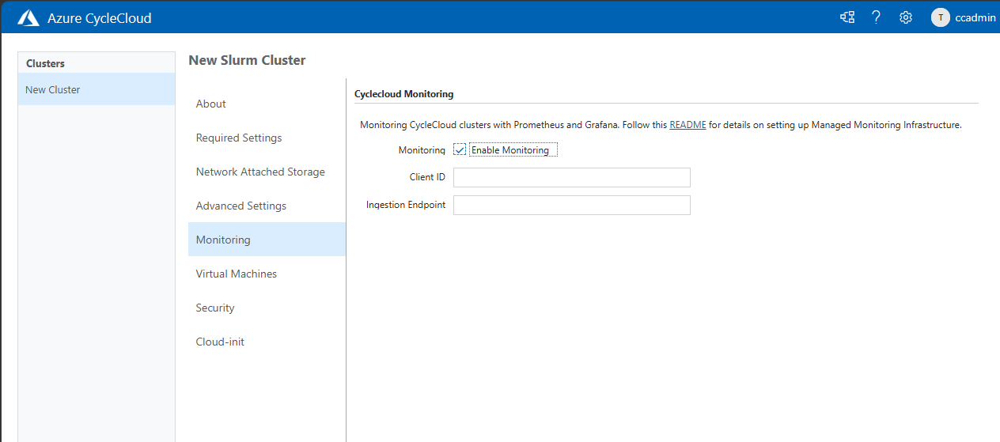 Azure CycleCloud
T ccadmin
Clusters
New Cluster
New Slurm Cluster
About
Required Settings
Network Attached Storage
Advanced Settings
Monitoring
Virtual Machines
Security
Cloud-init
Cyclecloud Monitoring
Monitoring CycleCloud clusters with Prometheus and Grafana. Follow this README for details on setting up Managed Monitoring Infrastructure.
Monitoring Enable Monitoring
Client ID
Ingestion Endpoint